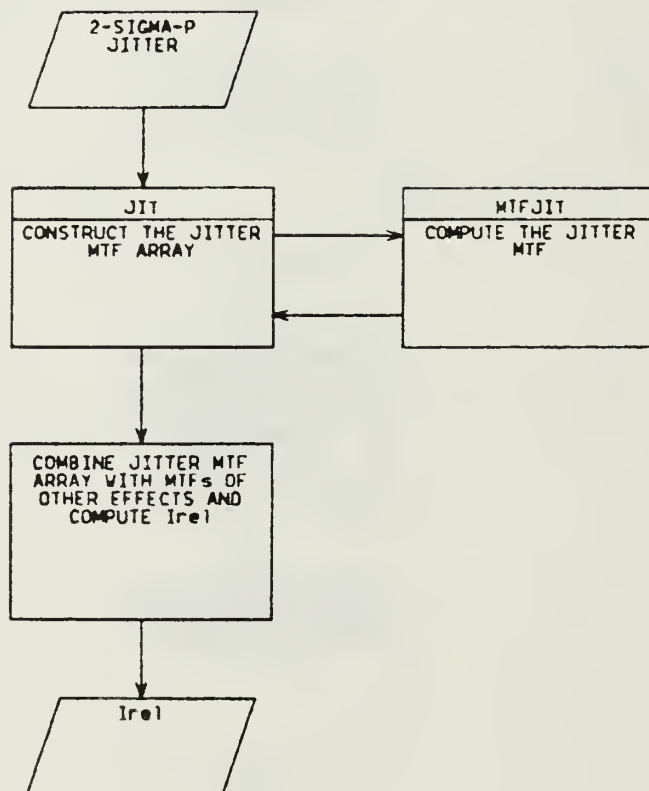 2-SIGMA-P
JITTER
JIT
CONSTRUCT THE JITTER
MTF ARRAY
MTFJIT
COMPUTE THE JITTER
MTF
COMBINE JITTER MTF
ARRAY WITH MTFs OF
OTHER EFFECTS AND
COMPUTE Irel
Irel